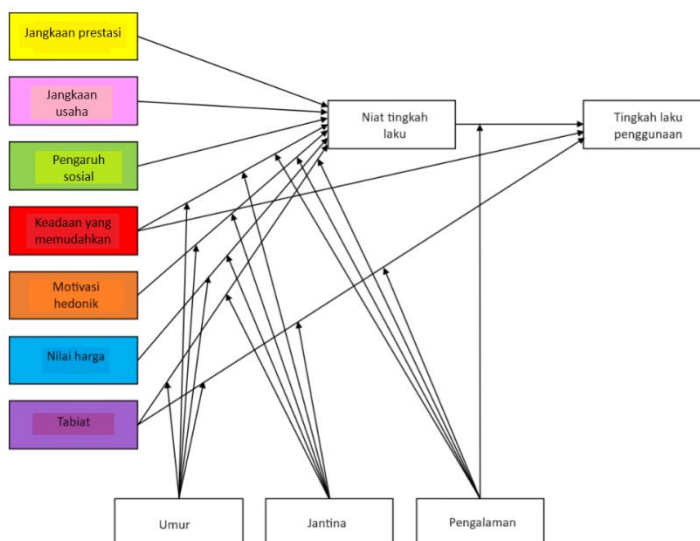 Jangkaan prestasi
Jangkaan
usaha
Pengaruh
sosial
Keadaan yang
memudahkan
Motivasi
hedonik
Nilai harga
Tabiat
Niat tingkah
laku
Tingkah laku
penggunaan
Umur
Jantina
Pengalaman